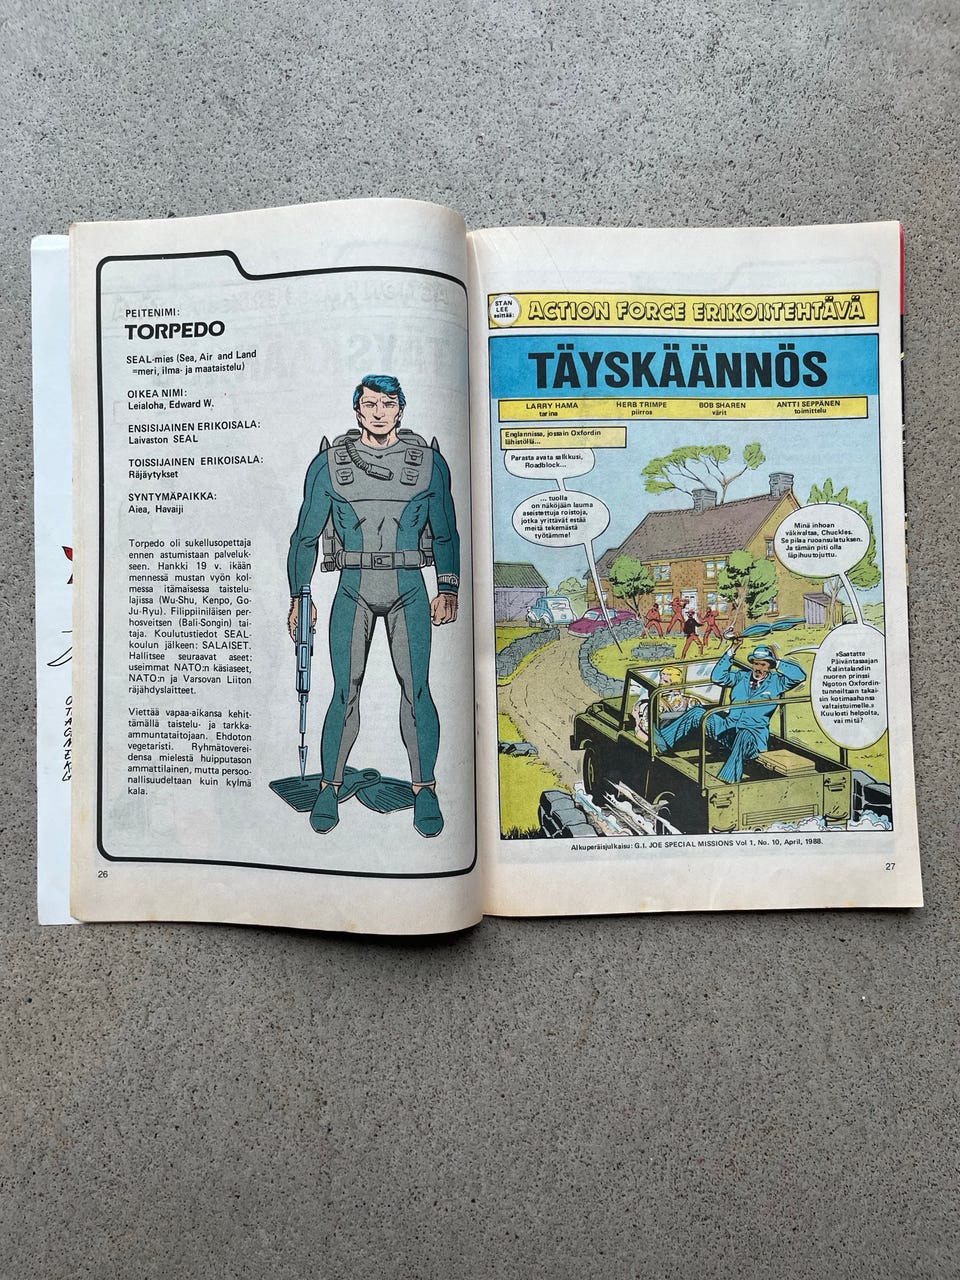 PEITENIMI:
TORPEDO
SEAL-mies (Sea, Air and Land
=meri, ilma- ja maataistelu)
OIKEA NIMI:
Leialoha, Edward W.
ENSISIJAINEN ERIKOISALA:
Laivaston SEAL
TOISSIJAINEN ERIKOISALA:
Räjäytykset
SYNTYMÄPAIKKA:
Aiea, Havaiji
Torpedo oli sukellusopettaja
ennen astumistaan palveluk-
seen. Hankki 19 v. ikään
mennessä mustan vyön kol-
messa itämaisessa taistelu-
lajissa (Wu-Shu, Kenpo, Go-
Ju-Ryu). Filippiiniläisen per-
hosveitsen (Bali-Songin) tai-
taja. Koulutustiedot SEAL-
koulun jälkeen: SALAISET.
Hallitsee seuraavat aseet:
useimmat NATO:n käsiaseet,
NATO:n ja Varsovan Liiton
räjähdyslaitteet.
Viettää vapaa-aikansa kehit-
tämällä taistelu- ja tarkka-
ammuntataitojaan. Ehdoton
vegetaristi. Ryhmätoverei-
densa mielestä huipputason
ammattilainen, mutta persoo-
nallisuudeltaan kuin kylmä
kala.
26
STAN
LEE
esittää:
ACTION FORCE ERIKOISTEHTÄVÄ
TÄYSKÄÄNNÖS
LARRY HAMA
tarina
HERB TRIMPE
piirros
BOB SHAREN
värit
ANTTI SEPPÄNEN
toimittelu
Englannissa, jossain Oxfordin
lähistöllä...
Parasta avata salkkusi,
Roadblock...
... tuolla
on näköjään lauma
aseistettuja roistoja,
jotka yrittävät estää
meitä tekemästä
työtämme!
Minä inhoan
väkivaltaa, Chuckles.
Se pilaa ruoansulatuksen.
Ja tämän piti olla
läpihuutojuttu.
»Saatatte
Päiväntasaajan
Kalintalandin
nuoren prinssi
Ngoton Oxfordin-
tunneiltaan takai-
sin kotimaahansa
valtaistuimelle.»
Kuulosti helpolta,
vai mitä?
Alkuperäisjulkaisu: G.I. JOE SPECIAL MISSIONS Vol 1, No. 10, April, 1988.
27